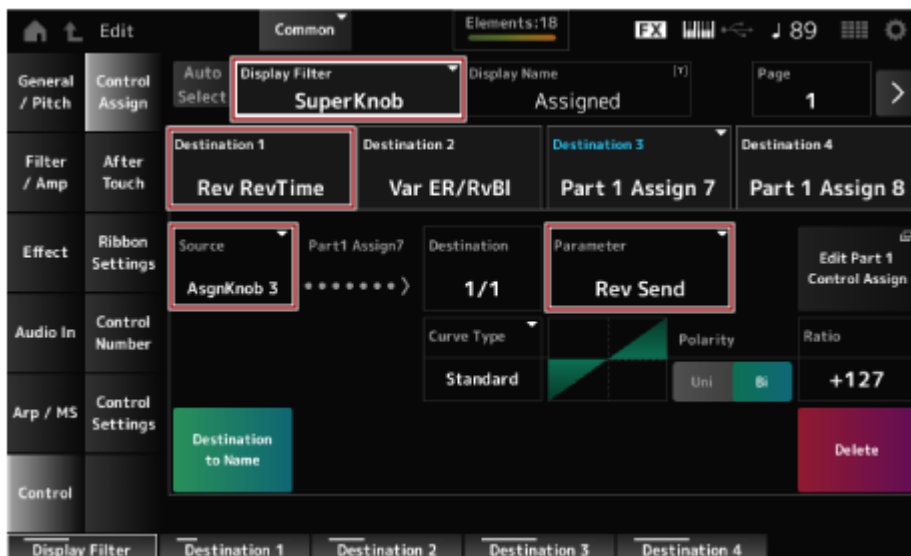 Edit
Common
Elements:18
FX
♩ 89
General / Pitch
Control Assign
Auto Select
Display Filter
SuperKnob
Display Name
[T]
Assigned
Page
1
>
Filter / Amp
After Touch
Destination 1
Rev RevTime
Destination 2
Var ER/RvBl
Destination 3
Part 1 Assign 7
Destination 4
Part 1 Assign 8
Effect
Ribbon Settings
Source
AsgnKnob 3
Part1 Assign7
Destination
1/1
Parameter
Rev Send
Edit Part 1
Control Assign
Audio In
Control Number
Curve Type
Standard
Polarity
Uni
Bi
Ratio
+127
Arp / MS
Control Settings
Destination
to Name
Delete
Control
Display Filter
Destination 1
Destination 2
Destination 3
Destination 4